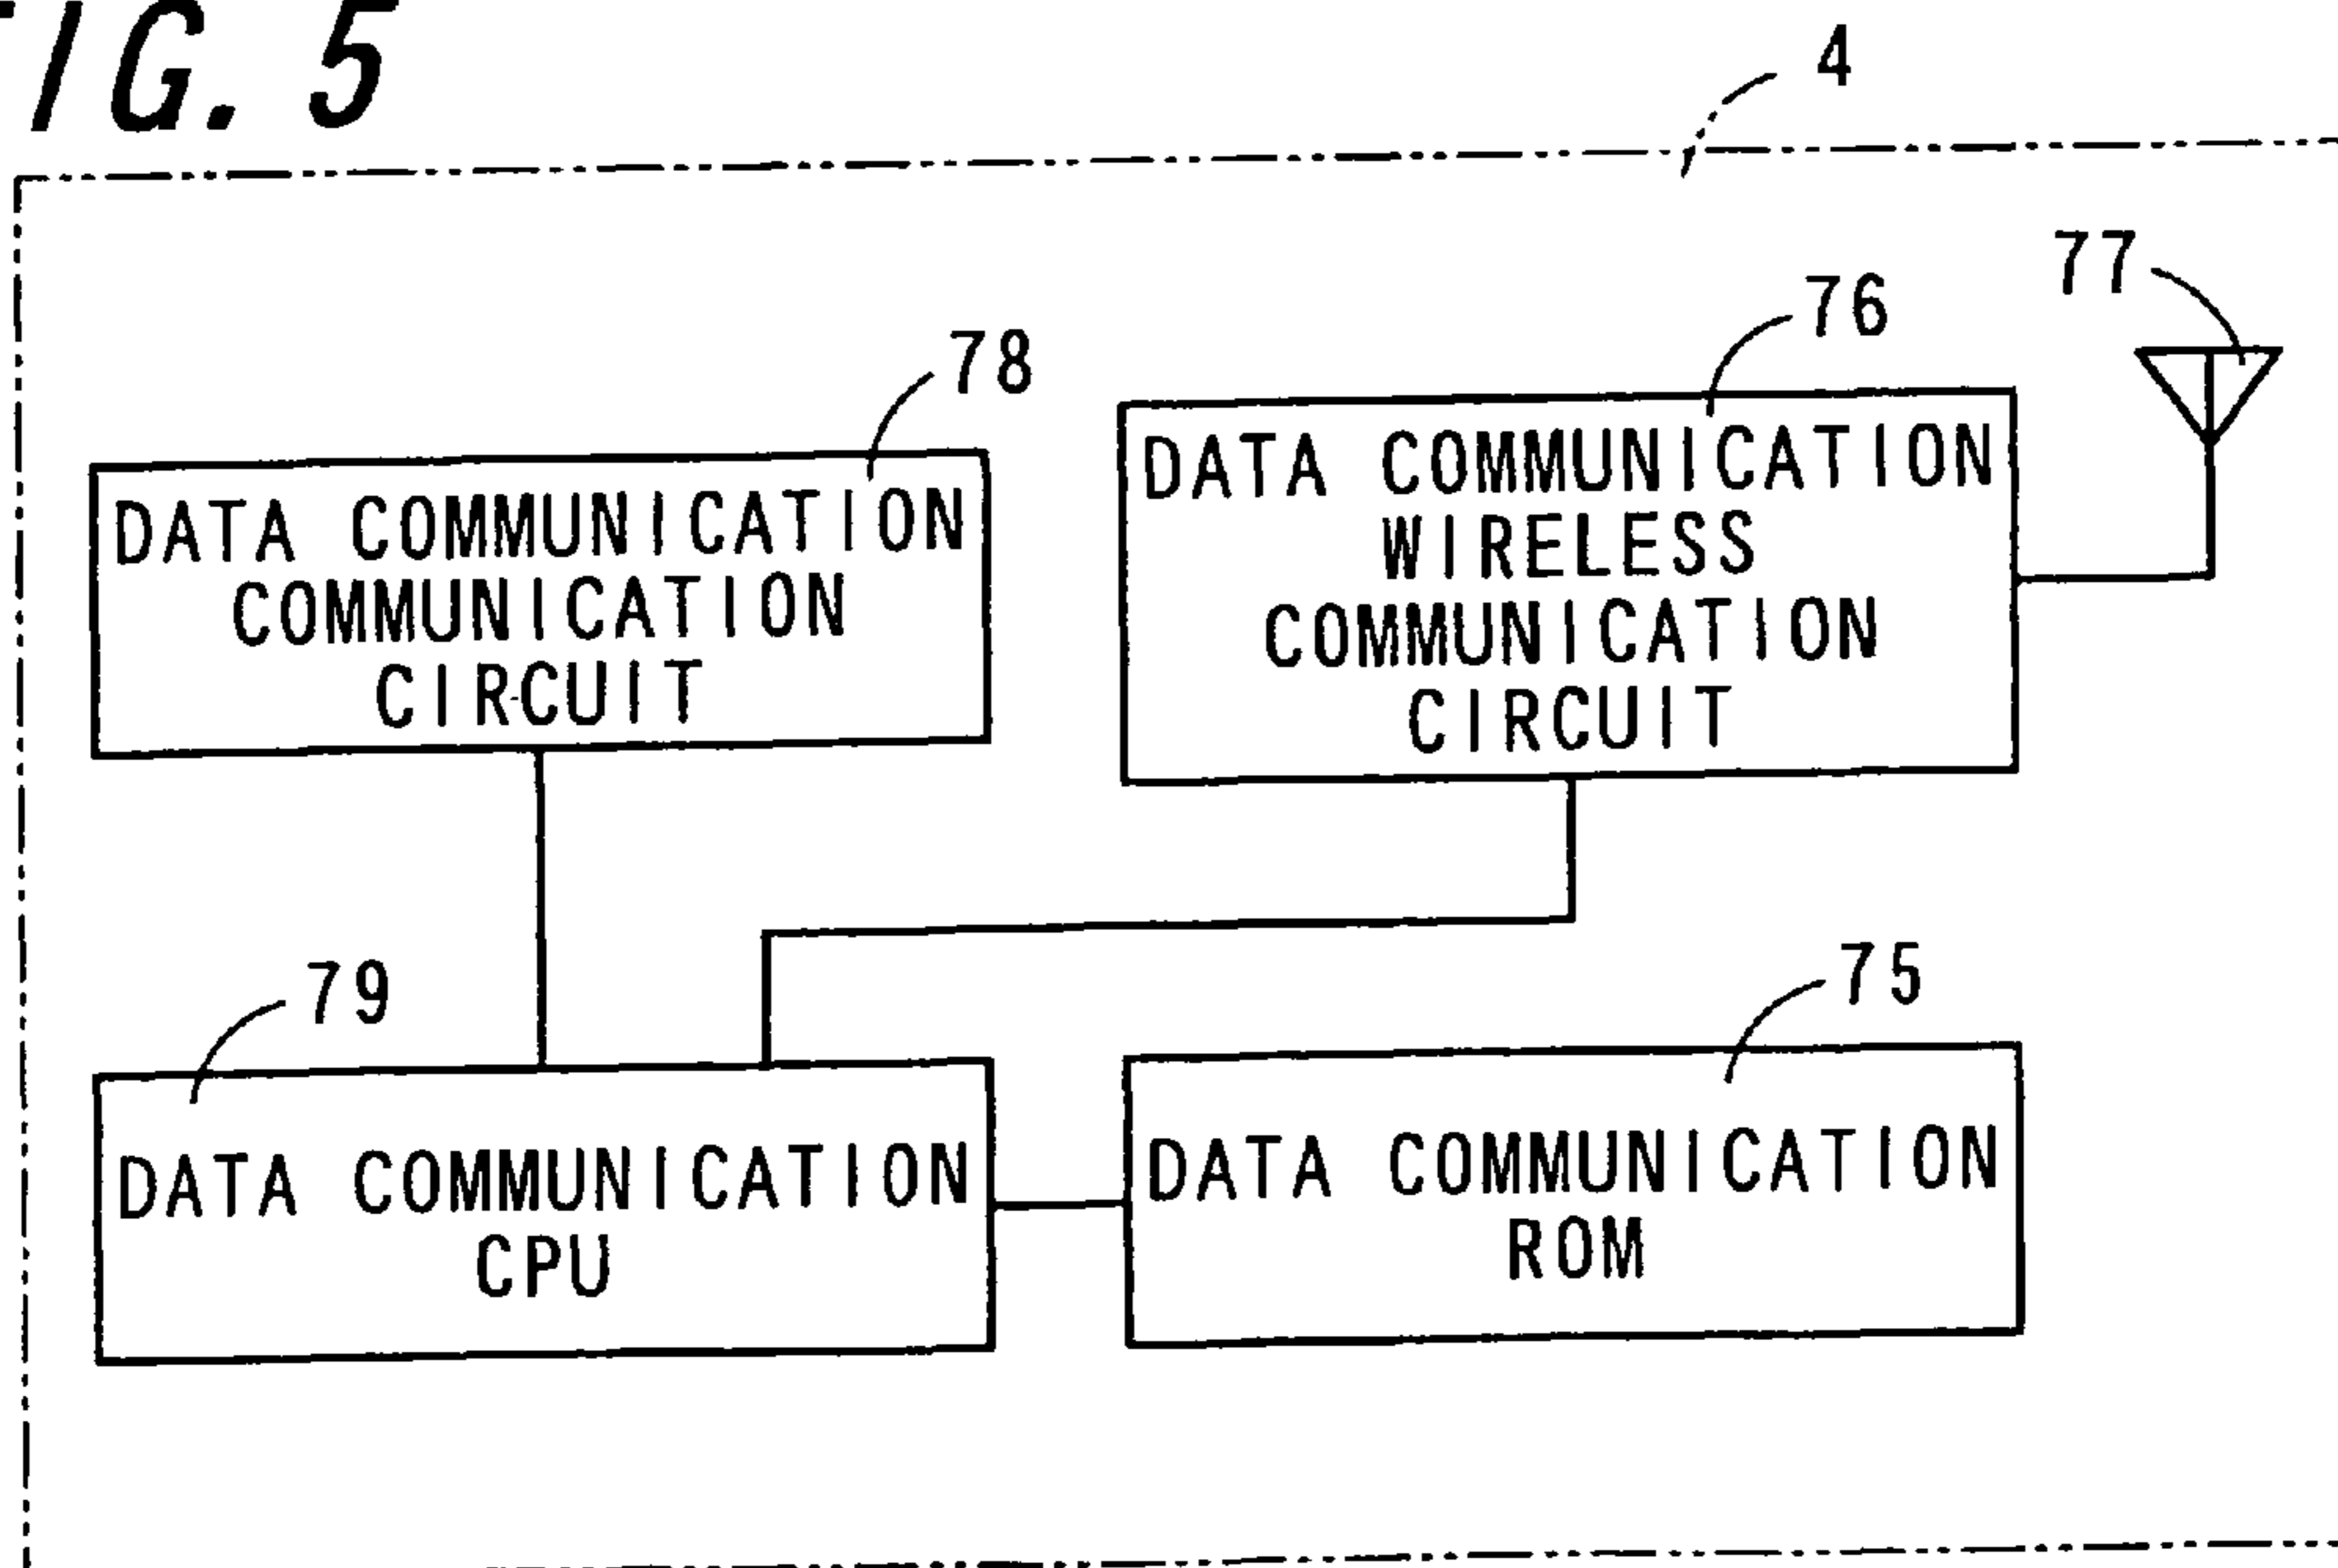 FIG. 5
4
77
76
78
DATA COMMUNICATION
COMMUNICATION
CIRCUIT
DATA COMMUNICATION
WIRELESS
COMMUNICATION
CIRCUIT
79
75
DATA COMMUNICATION
CPU
DATA COMMUNICATION
ROM